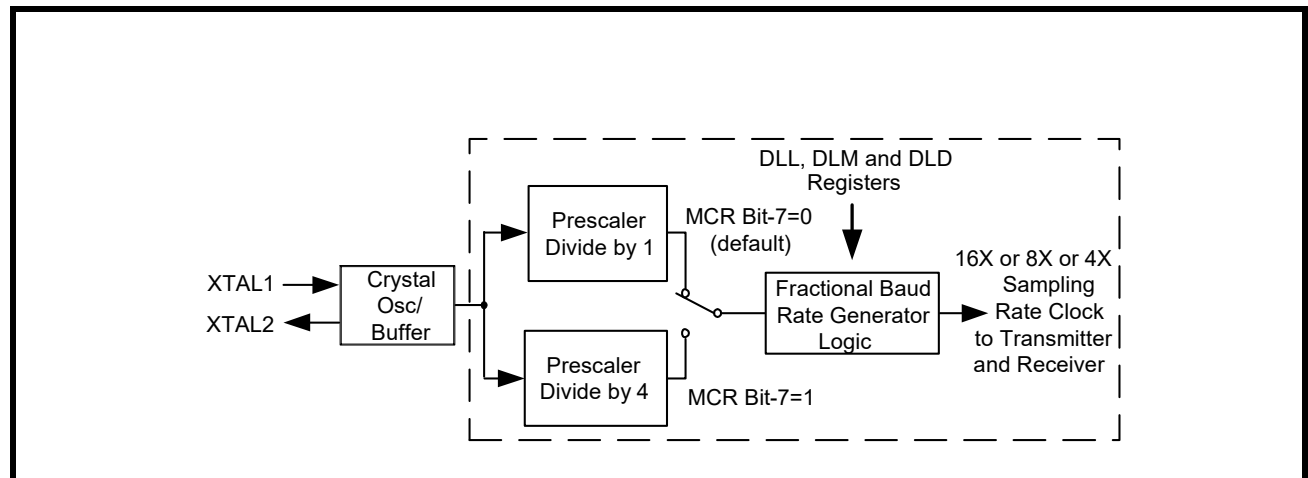 XTAL1
XTAL2
Crystal
Osc/
Buffer
Prescaler
Divide by 1
Prescaler
Divide by 4
MCR Bit-7=0
(default)
MCR Bit-7=1
DLL, DLM and DLD
Registers
Fractional Baud
Rate Generator
Logic
16X or 8X or 4X
Sampling
Rate Clock
to Transmitter
and Receiver